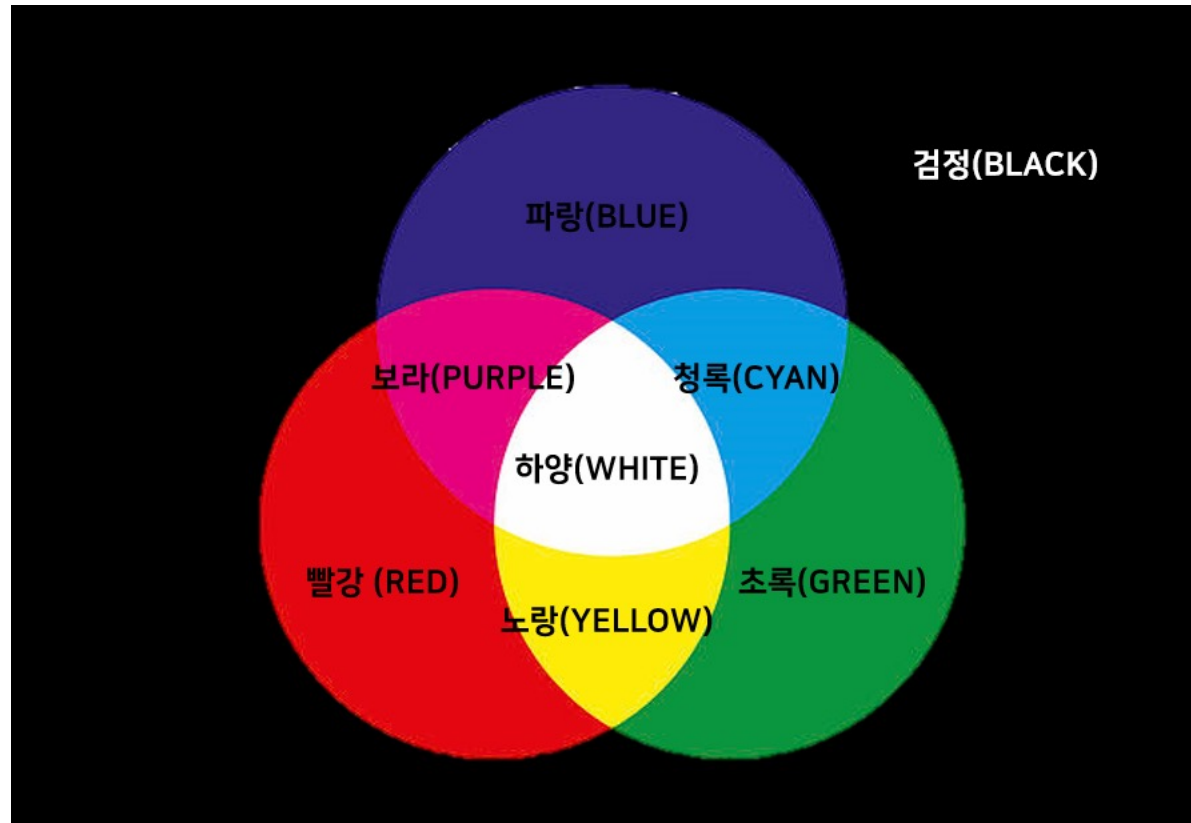 검정(BLACK)
파랑(BLUE)
보라(PURPLE)
청록(CYAN)
하양(WHITE)
빨강 (RED)
초록(GREEN)
노랑(YELLOW)